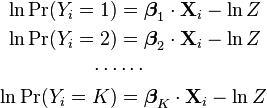 ln Pr(Y_i = 1) = β_1 · X_i − ln Z
ln Pr(Y_i = 2) = β_2 · X_i − ln Z
⋯⋯
ln Pr(Y_i = K) = β_K · X_i − ln Z